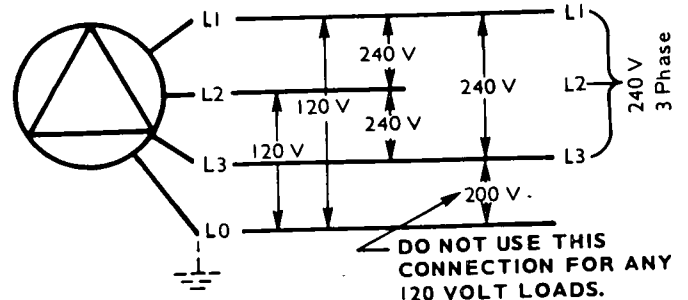 L1
L1
240 V
L2
120 V
240 V
L2
240 V
3 Phase
240 V
120 V
L3
L3
200 V
L0
DO NOT USE THIS
CONNECTION FOR ANY
120 VOLT LOADS.